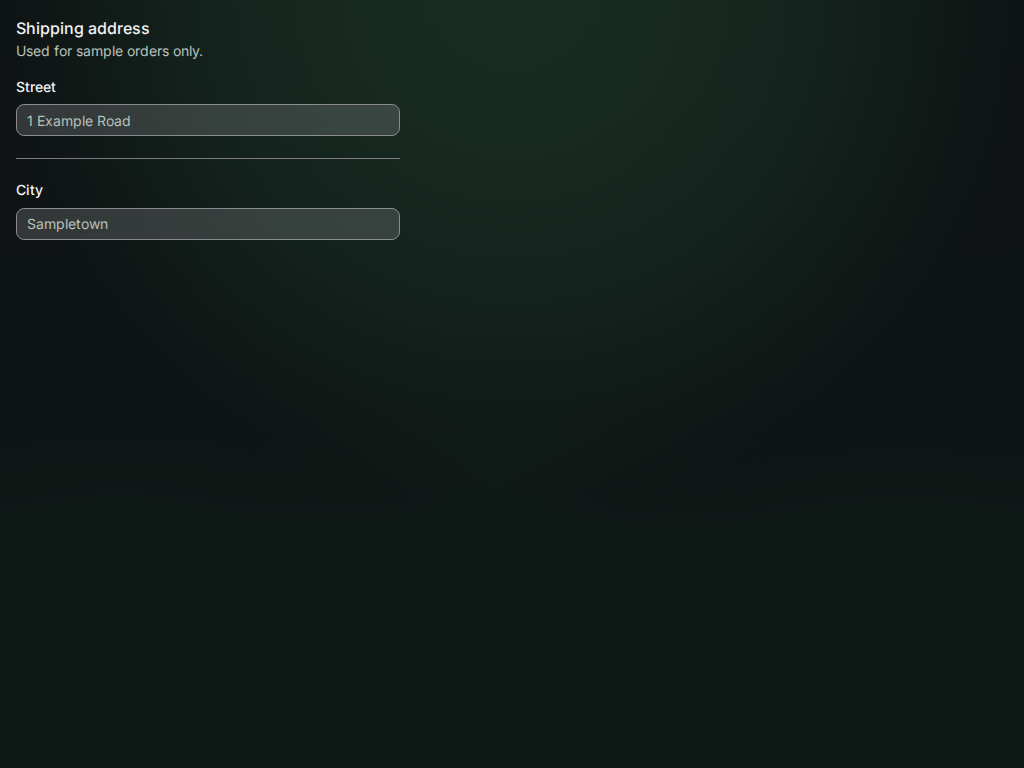 Shipping address
Used for sample orders only.
Street
1 Example Road
City
Sampletown